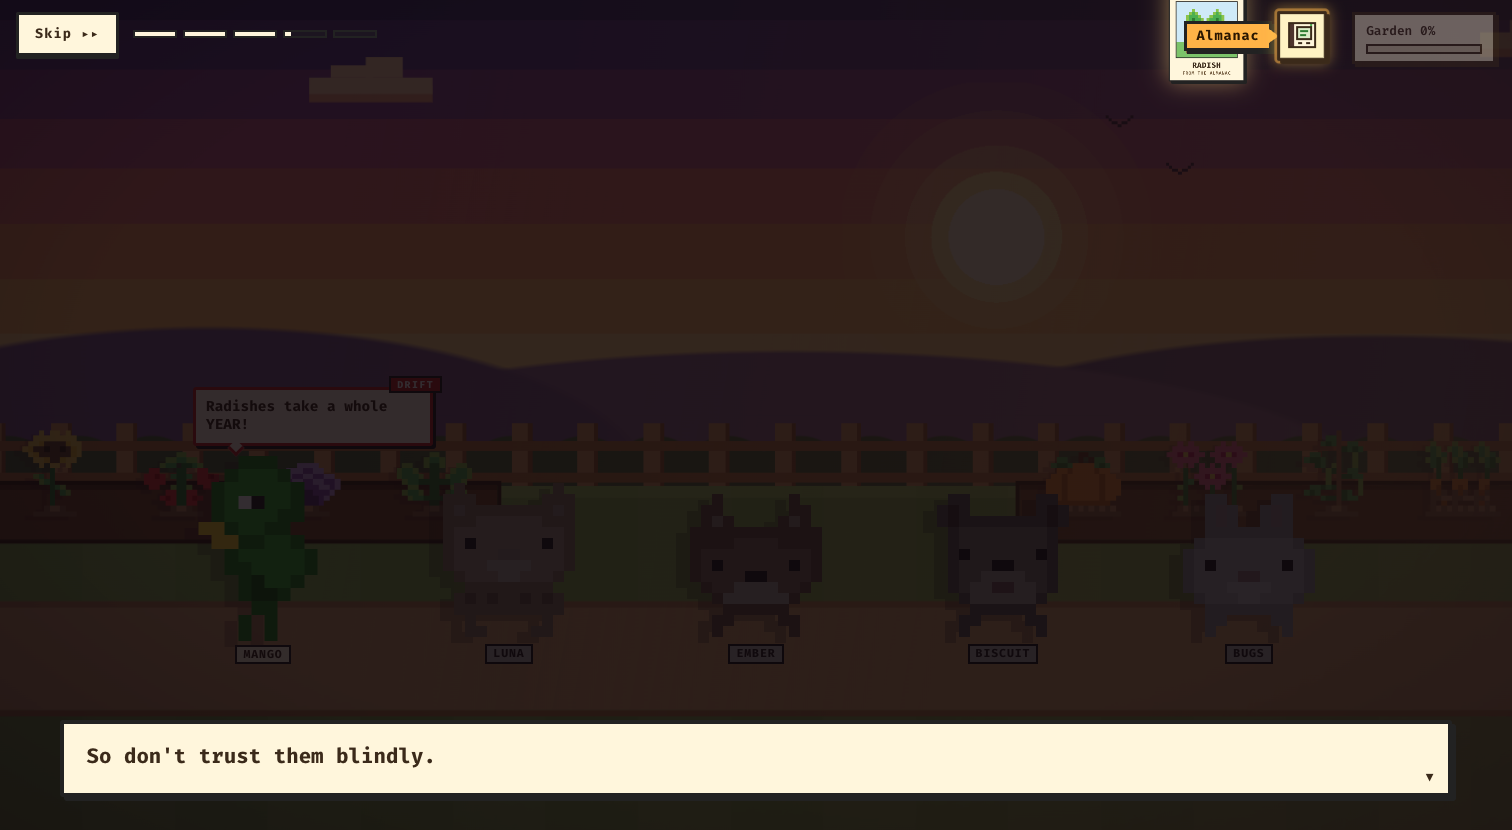 Skip ▸▸
Almanac
RADISH
FROM THE ALMANAC
Garden 0%
DRIFT
Radishes take a whole
YEAR!
MANGO
LUNA
EMBER
BISCUIT
BUGS
So don't trust them blindly.
▼